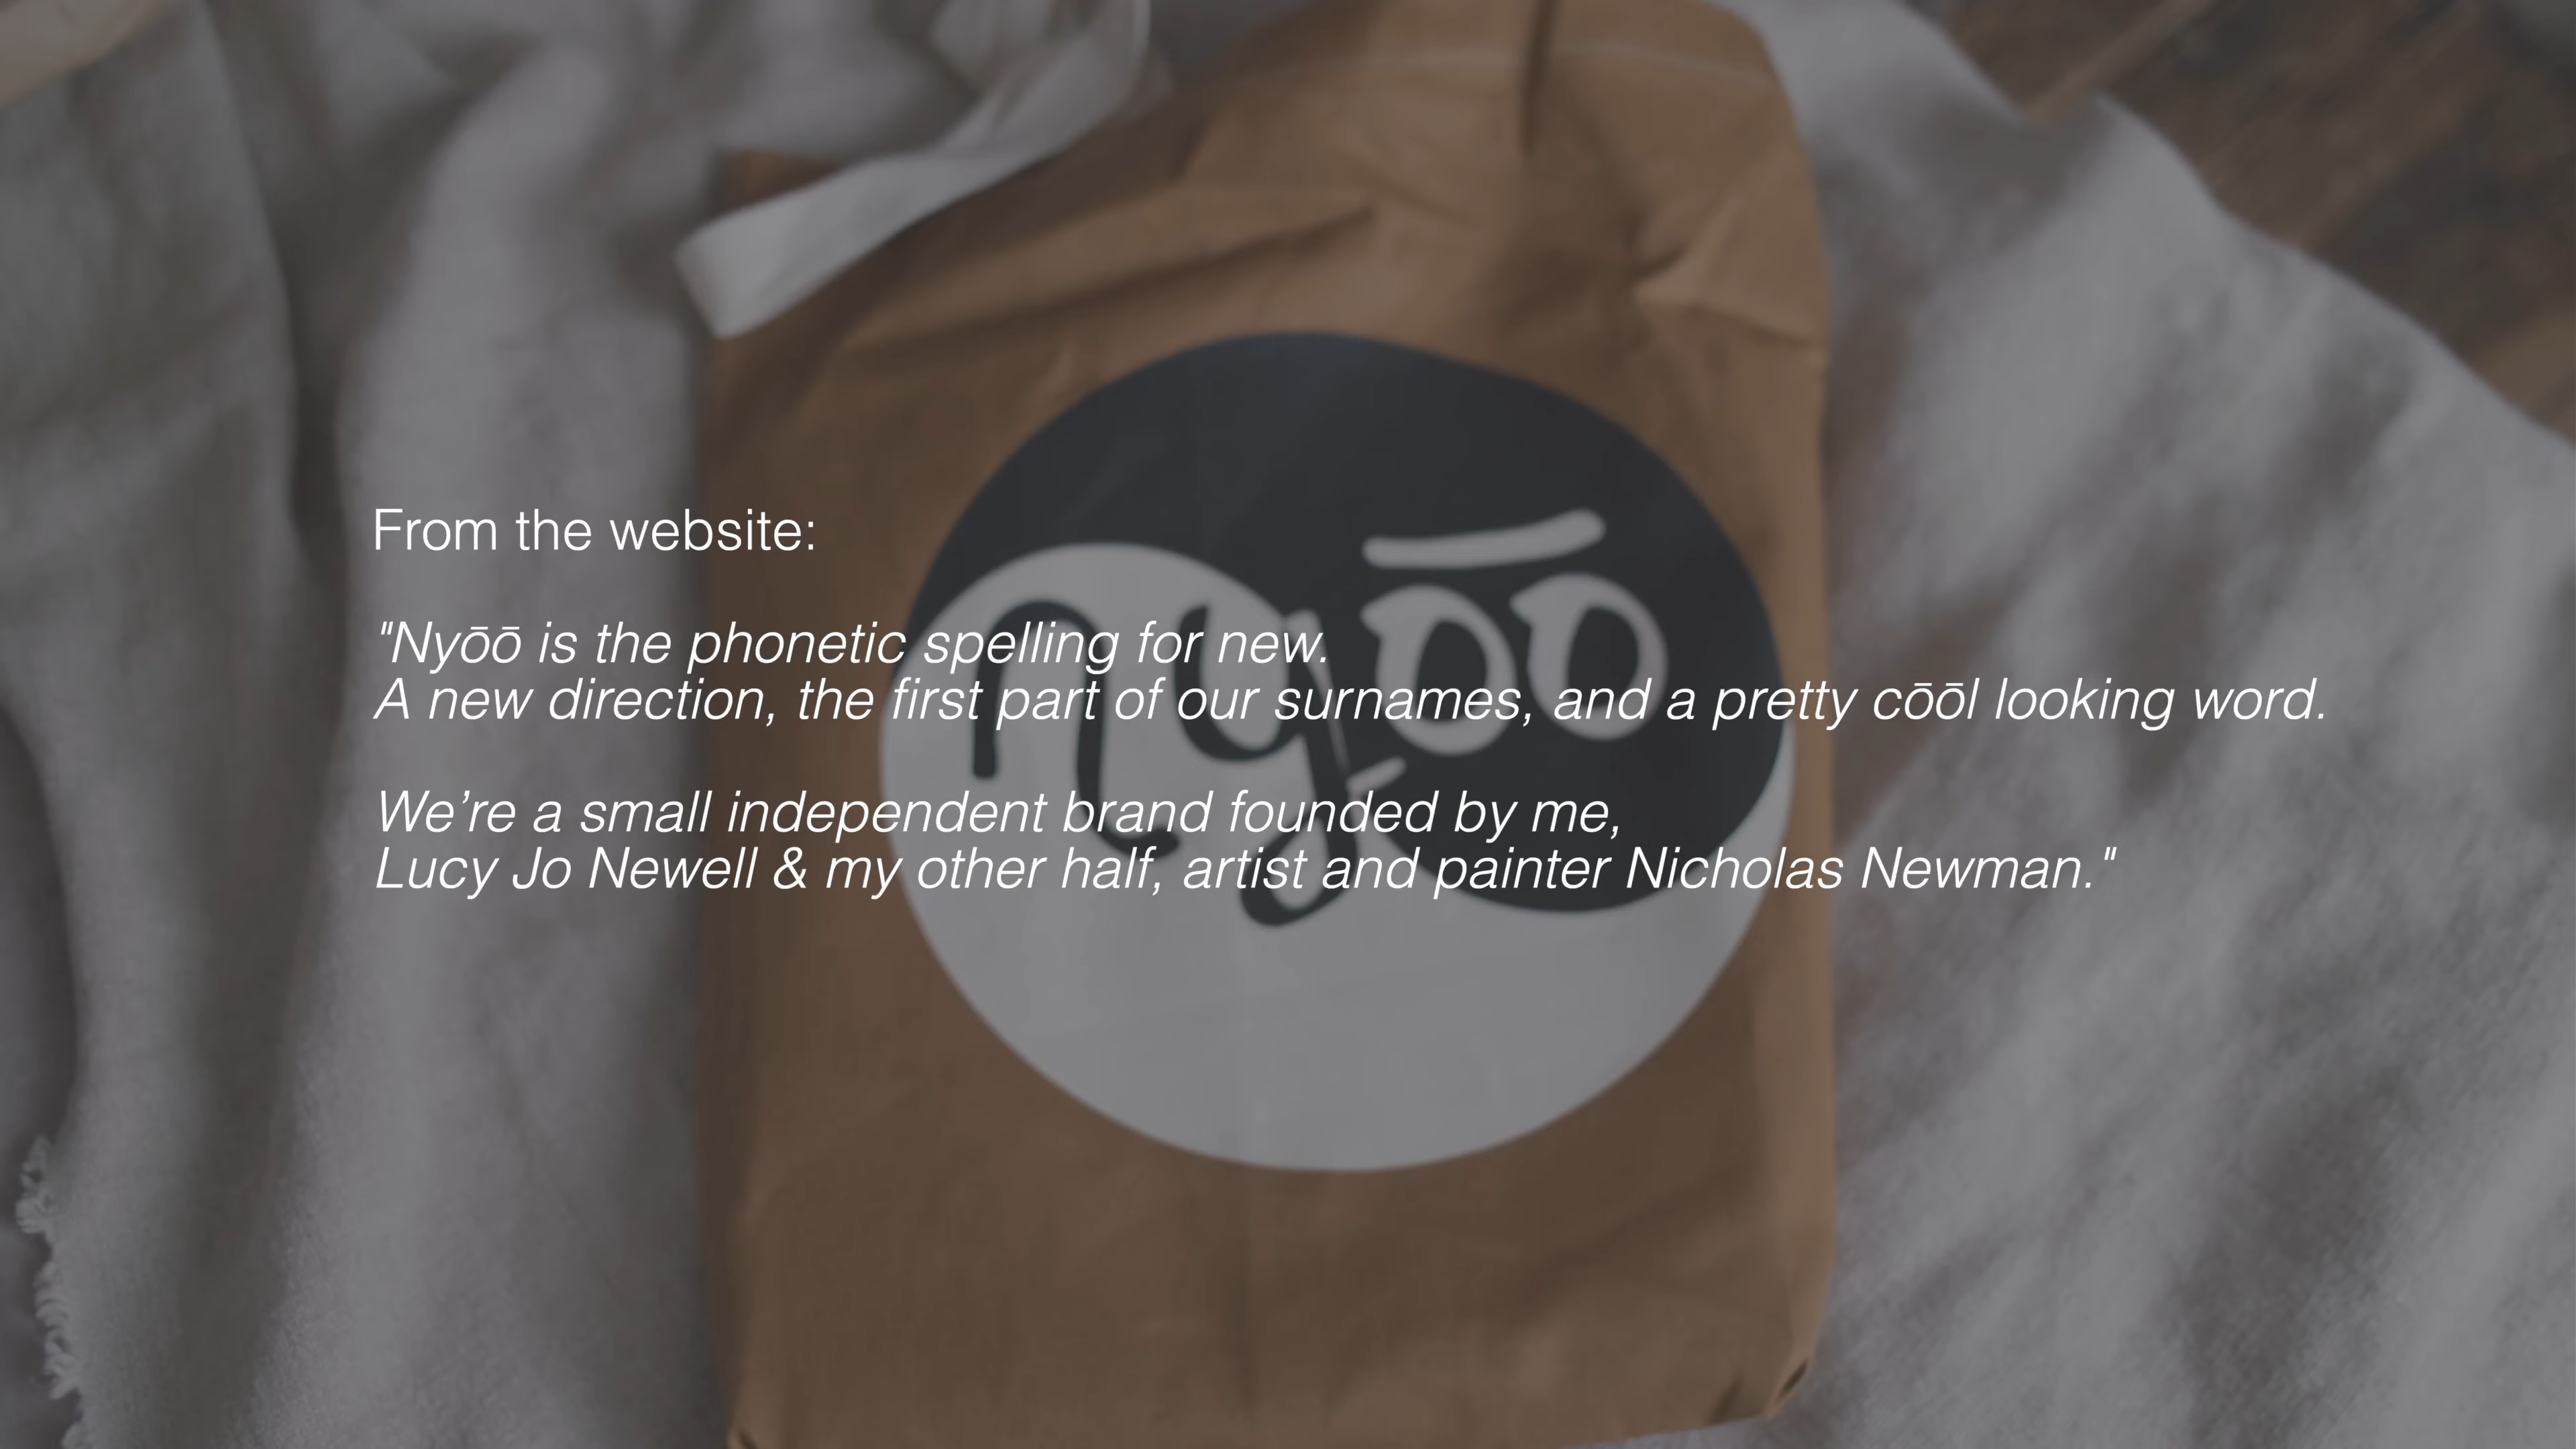 From the website:
"Nyōō is the phonetic spelling for new.
A new direction, the first part of our surnames, and a pretty cōōl looking word.
We’re a small independent brand founded by me,
Lucy Jo Newell & my other half, artist and painter Nicholas Newman."
nyōō